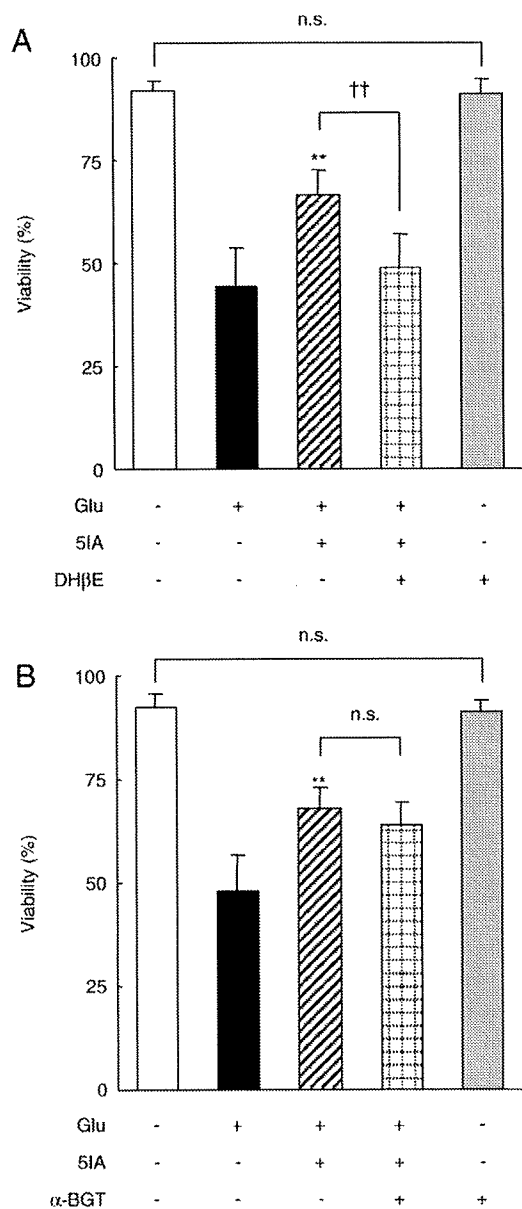 n.s.
A
100
††
**
75
Viability (%)
50
25
0
Glu - + + + -
5IA - - + + -
DHβE - - - + +
n.s.
B
100
n.s.
**
75
Viability (%)
50
25
0
Glu - + + + -
5IA - - + + -
α-BGT - - - + +